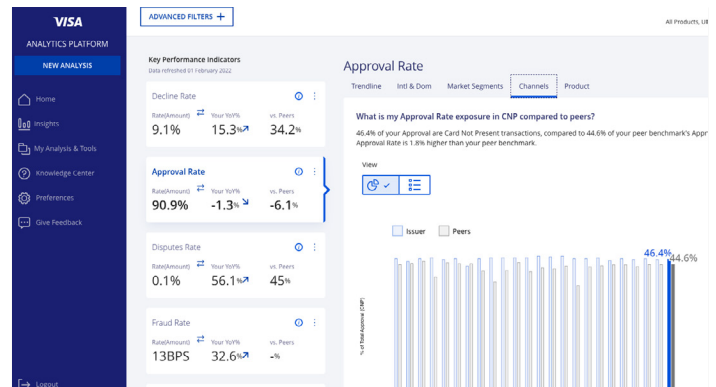 VISA
ANALYTICS PLATFORM
NEW ANALYSIS
Home
Insights
My Analysis & Tools
Knowledge Center
Preferences
Give Feedback
Logout
ADVANCED FILTERS +
All Products, UI
Key Performance Indicators
Data refreshed 01 February 2022
Decline Rate
Rate(Amount) Your YoY% vs. Peers
9.1% 15.3% 34.2%
Approval Rate
Rate(Amount) Your YoY% vs. Peers
90.9% -1.3% -6.1%
Disputes Rate
Rate(Amount) Your YoY% vs. Peers
0.1% 56.1% 45%
Fraud Rate
Rate(Amount) Your YoY% vs. Peers
13BPS 32.6% -%
Approval Rate
Trendline Intl & Dom Market Segments Channels Product
What is my Approval Rate exposure in CNP compared to peers?
46.4% of your Approval are Card Not Present transactions, compared to 44.6% of your peer benchmark's Appr
Approval Rate is 1.8% higher than your peer benchmark.
View
Issuer Peers
46.4%
44.6%
% of Total Approval (CNP)